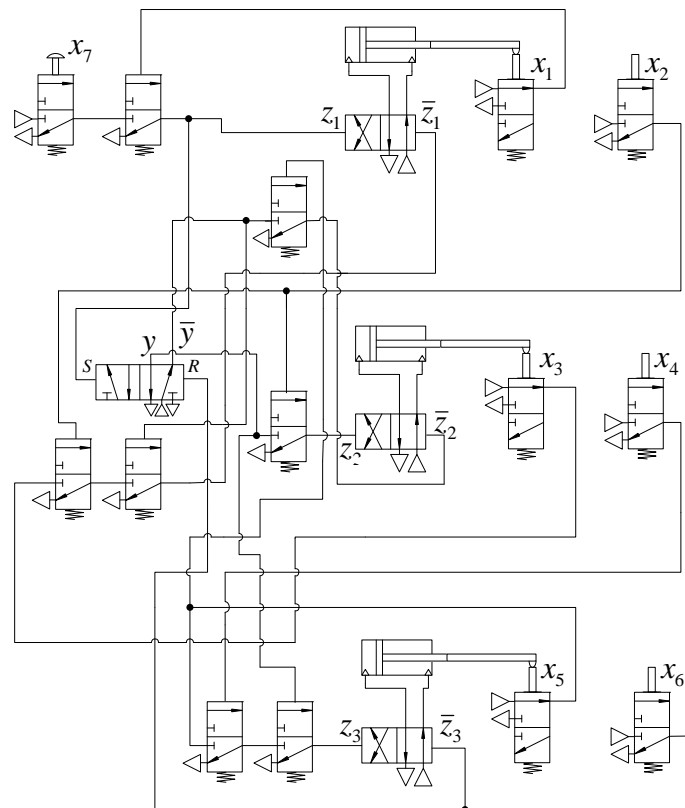 x₇
x₁
x₂
z₁ z̅₁
y y̅
S R
x₃
x₄
z₂ z̅₂
x₅
x₆
z₃ z̅₃